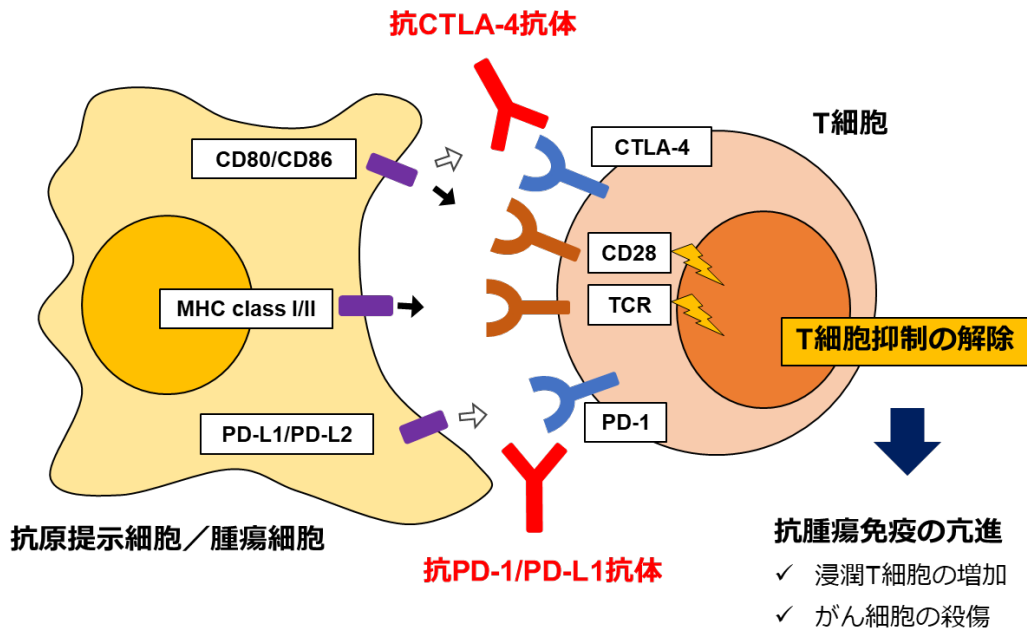 抗CTLA-4抗体
T細胞
CD80/CD86
CTLA-4
CD28
MHC class I/II
TCR
T細胞抑制の解除
PD-L1/PD-L2
PD-1
抗原提示細胞／腫瘍細胞
抗PD-1/PD-L1抗体
抗腫瘍免疫の亢進
✓ 浸潤T細胞の増加
✓ がん細胞の殺傷